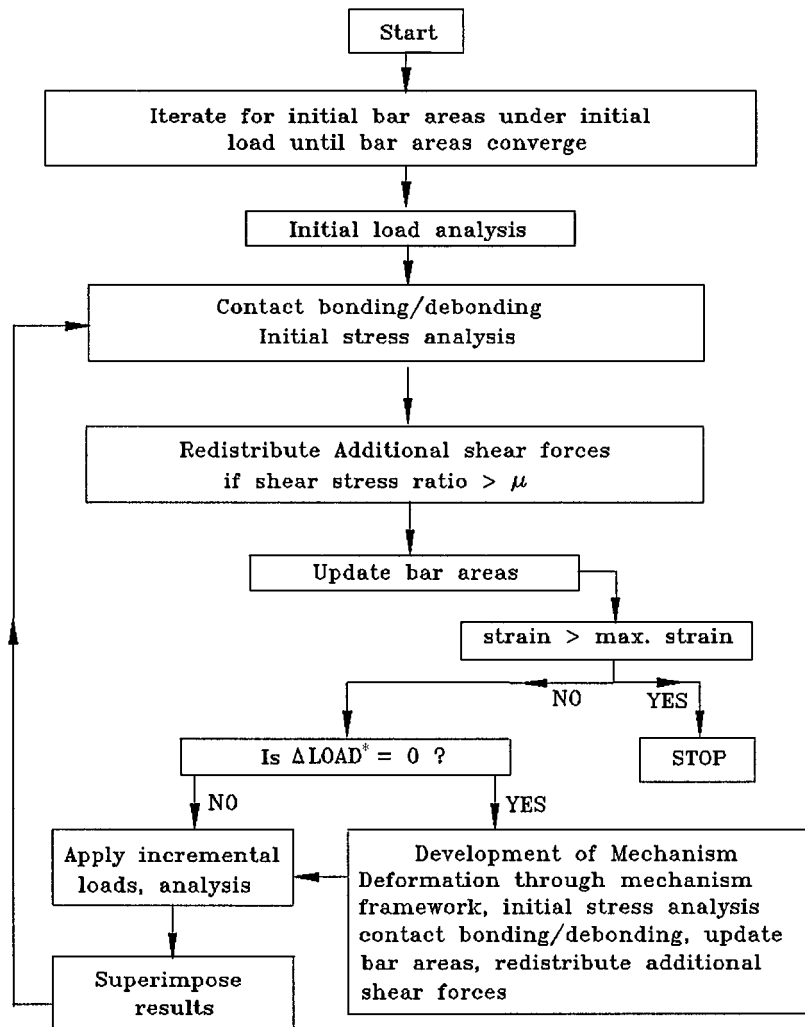 Start
Iterate for initial bar areas under initial
load until bar areas converge
Initial load analysis
Contact bonding/debonding
Initial stress analysis
Redistribute Additional shear forces
if shear stress ratio > μ
Update bar areas
strain > max. strain
NO
YES
Is ΔLOAD* = 0 ?
STOP
NO
YES
Apply incremental
loads, analysis
Development of Mechanism
Deformation through mechanism
framework, initial stress analysis
contact bonding/debonding, update
bar areas, redistribute additional
shear forces
Superimpose
results